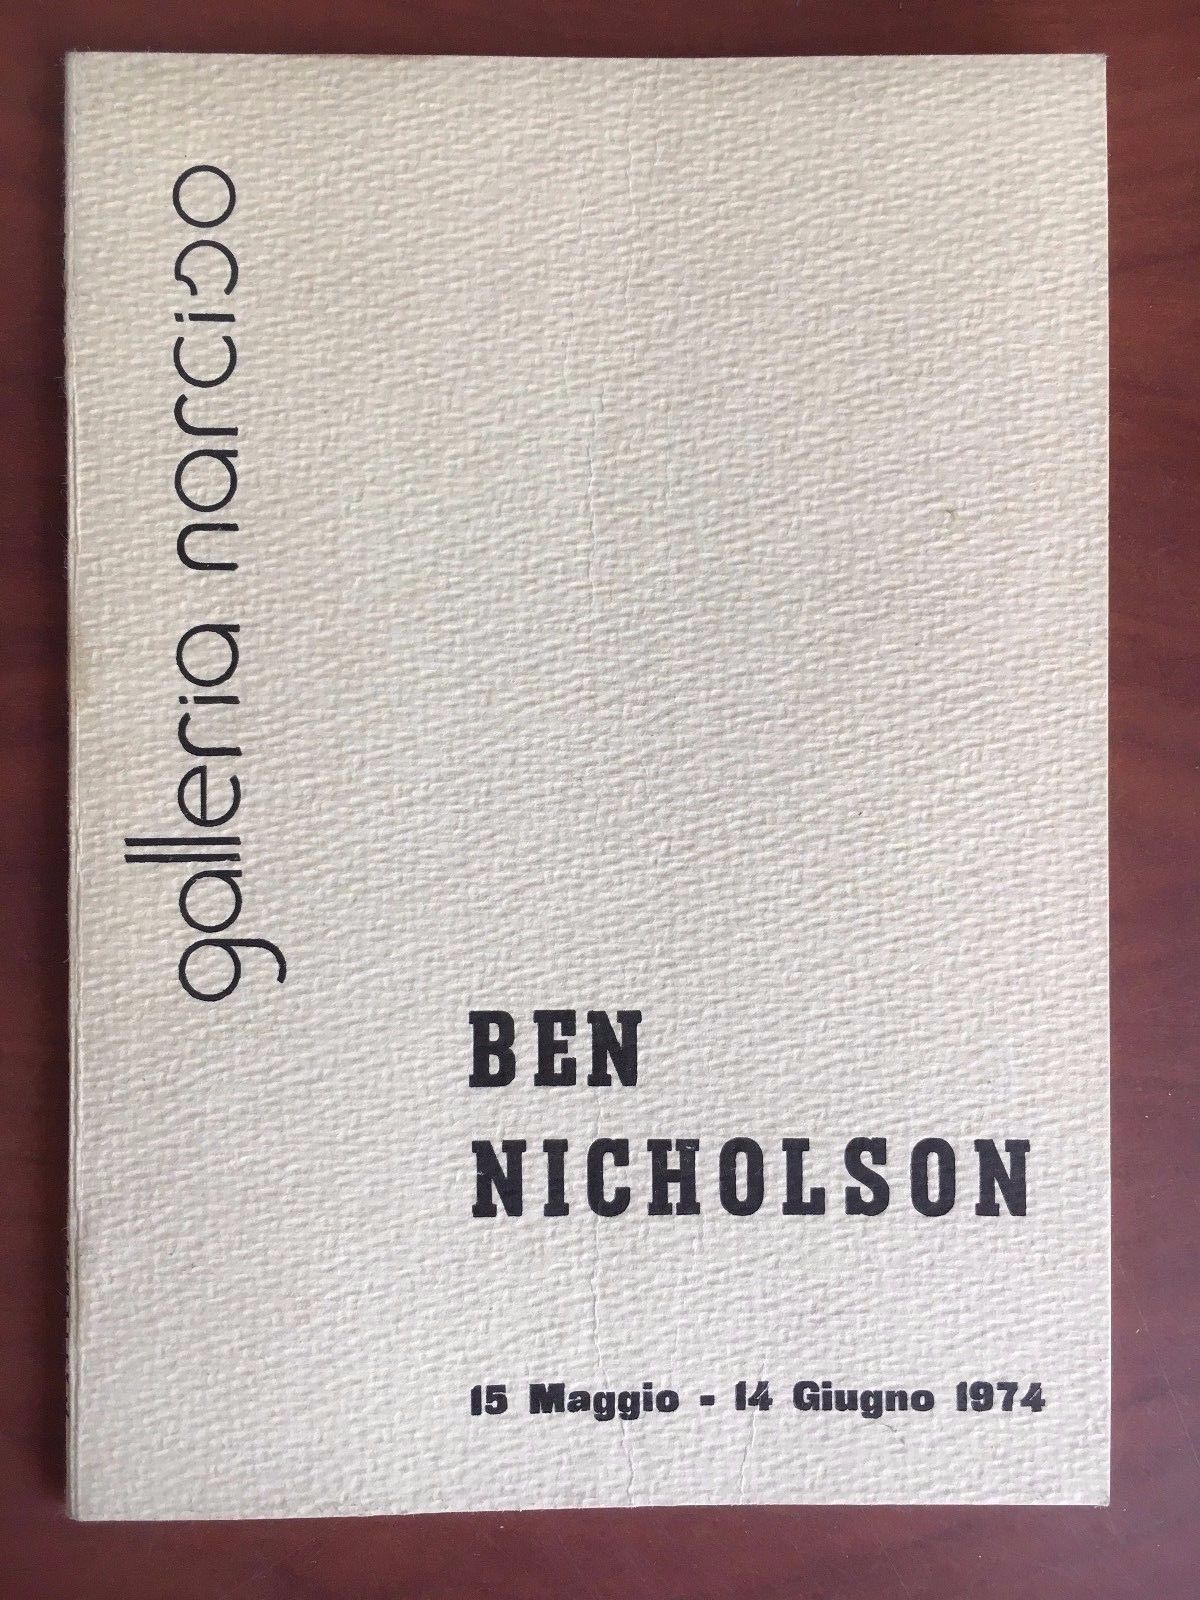 galleria narciso
BEN
NICHOLSON
15 Maggio - 14 Giugno 1974